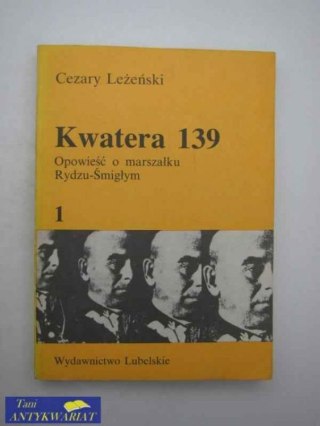 Cezary Leżeński
Kwatera 139
Opowieść o marszałku
Rydzu-Śmigłym
1
Wydawnictwo Lubelskie
Tani
ANTYKWARIAT